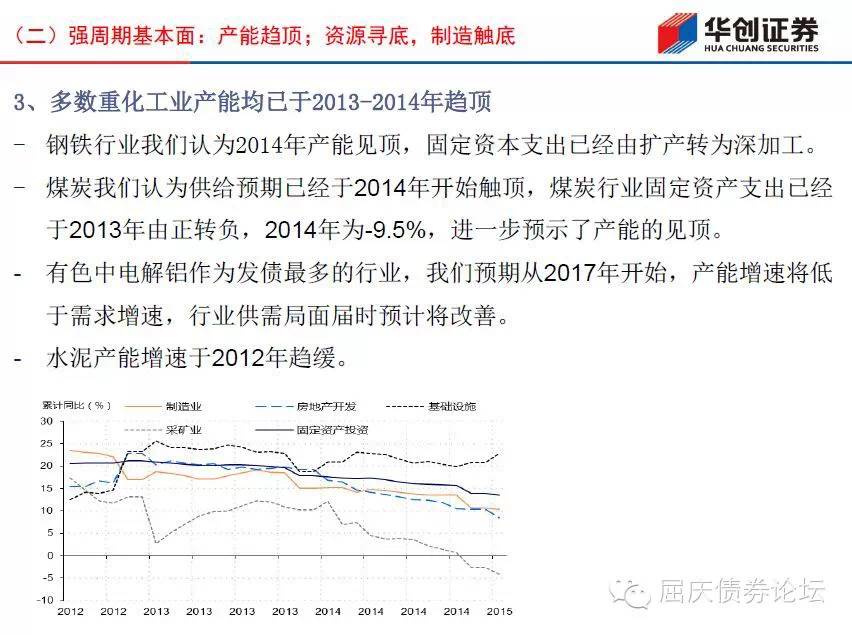 （二）强周期基本面：产能趋顶；资源寻底，制造触底
华创证券
HUA CHUANG SECURITIES
3、多数重化工业产能均已于2013-2014年趋顶
- 钢铁行业我们认为2014年产能见顶，固定资本支出已经由扩产转为深加工。
- 煤炭我们认为供给预期已经于2014年开始触顶，煤炭行业固定资产支出已经
于2013年由正转负，2014年为-9.5%，进一步预示了产能的见顶。
- 有色中电解铝作为发债最多的行业，我们预期从2017年开始，产能增速将低
于需求增速，行业供需局面届时预计将改善。
- 水泥产能增速于2012年趋缓。
累计同比（%） 制造业 房地产开发 基础设施
采矿业 固定资产投资
30
25
20
15
10
5
0
-5
-10
2012 2012 2013 2013 2013 2013 2014 2014 2014 2014 2015
屈庆债券论坛